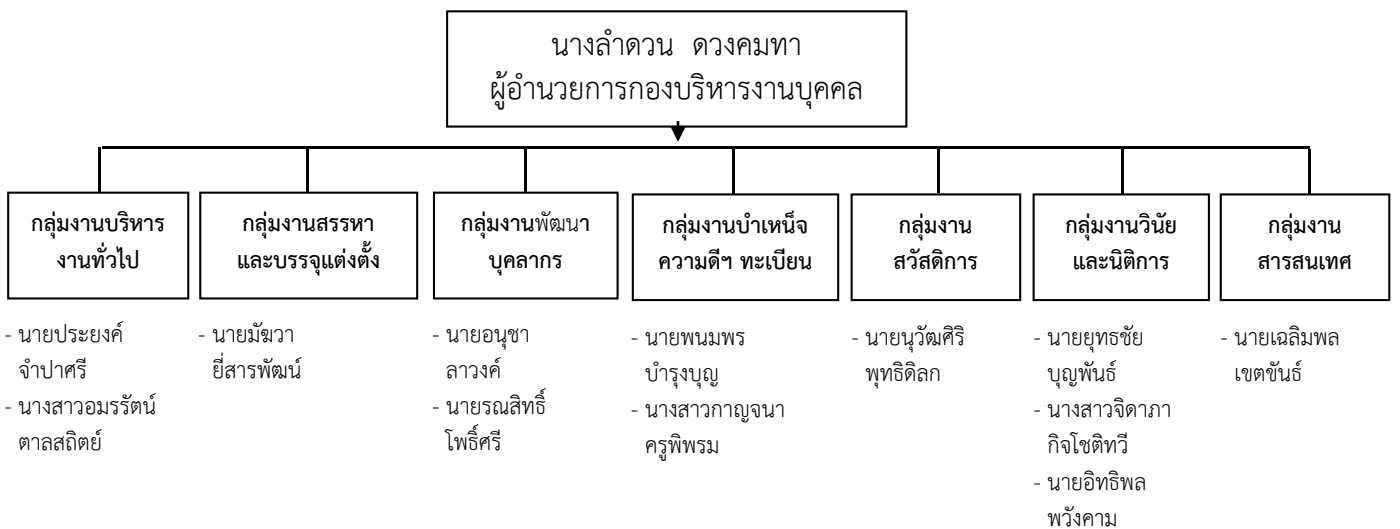 นางลำดวน ดวงคมทา
ผู้อำนวยการกองบริหารงานบุคคล
กลุ่มงานบริหาร
งานทั่วไป
กลุ่มงานสรรหา
และบรรจุแต่งตั้ง
กลุ่มงานพัฒนา
บุคลากร
กลุ่มงานบำเหน็จ
ความดีฯ ทะเบียน
กลุ่มงาน
สวัสดิการ
กลุ่มงานวินัย
และนิติการ
กลุ่มงาน
สารสนเทศ
- นายประยงค์
จำปาศรี
- นางสาวอมรรัตน์
ตาลสถิตย์
- นายมัฆวา
ยี่สารพัฒน์
- นายอนุชา
ลาวงค์
- นายรณสิทธิ์
โพธิ์ศรี
- นายพนมพร
บำรุงบุญ
- นางสาวกาญจนา
ครูพิพรม
- นายนุวัฒศิริ
พุทธิดิลก
- นายยุทธชัย
บุญพันธ์
- นางสาวจิดาภา
กิจโชติทวี
- นายอิทธิพล
พวังคาม
- นายเฉลิมพล
เขตขันธ์